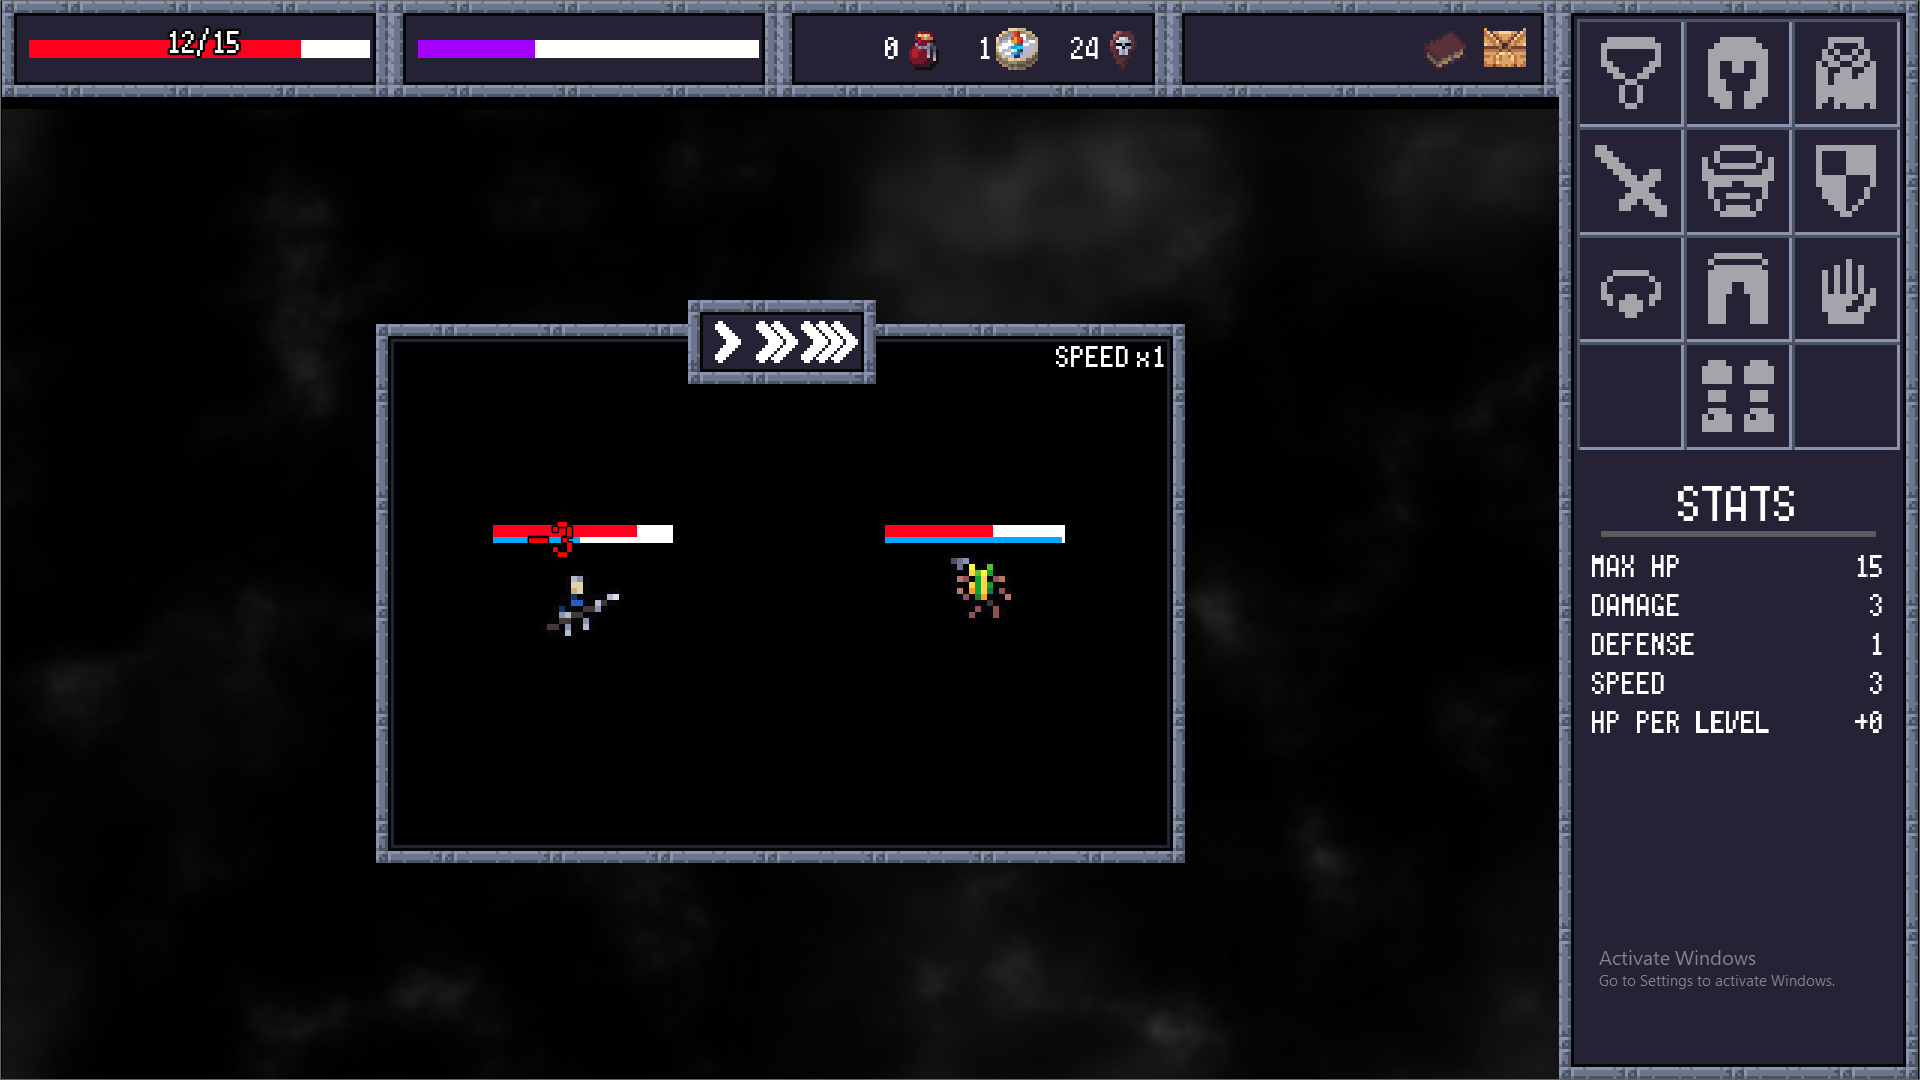 12/15
0 1 24
SPEED x1
-3
STATS
MAX HP 15
DAMAGE 3
DEFENSE 1
SPEED 3
HP PER LEVEL +0
Activate Windows
Go to Settings to activate Windows.